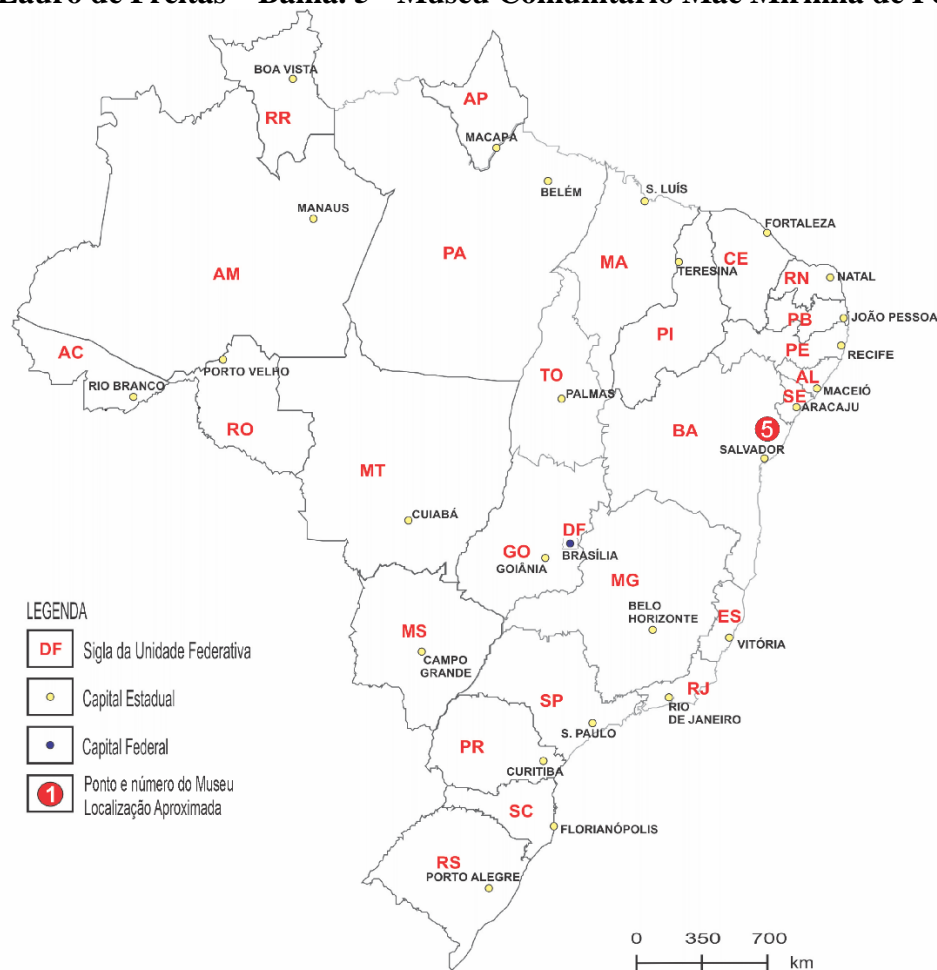 Lauro de Freitas – Bahia. 5 - Museu Comunitário Mãe Mirinha de
BOA VISTA
RR
AP
MACAPÁ
BELÉM
S. LUÍS
MANAUS
FORTALEZA
PA
MA
CE
TERESINA
AM
RN
NATAL
PI
PB
JOÃO PESSOA
AC
PE
RECIFE
PORTO VELHO
TO
AL
RIO BRANCO
PALMAS
SE
MACEIÓ
ARACAJU
RO
BA
5
SALVADOR
MT
CUIABÁ
DF
GO
BRASÍLIA
GOIÂNIA
MG
BELO
HORIZONTE
ES
VITÓRIA
MS
CAMPO
GRANDE
RJ
SP
RIO
DE JANEIRO
S. PAULO
PR
CURITIBA
SC
FLORIANÓPOLIS
RS
PORTO ALEGRE
LEGENDA
DF Sigla da Unidade Federativa
Capital Estadual
Capital Federal
1 Ponto e número do Museu
Localização Aproximada
0 350 700
km